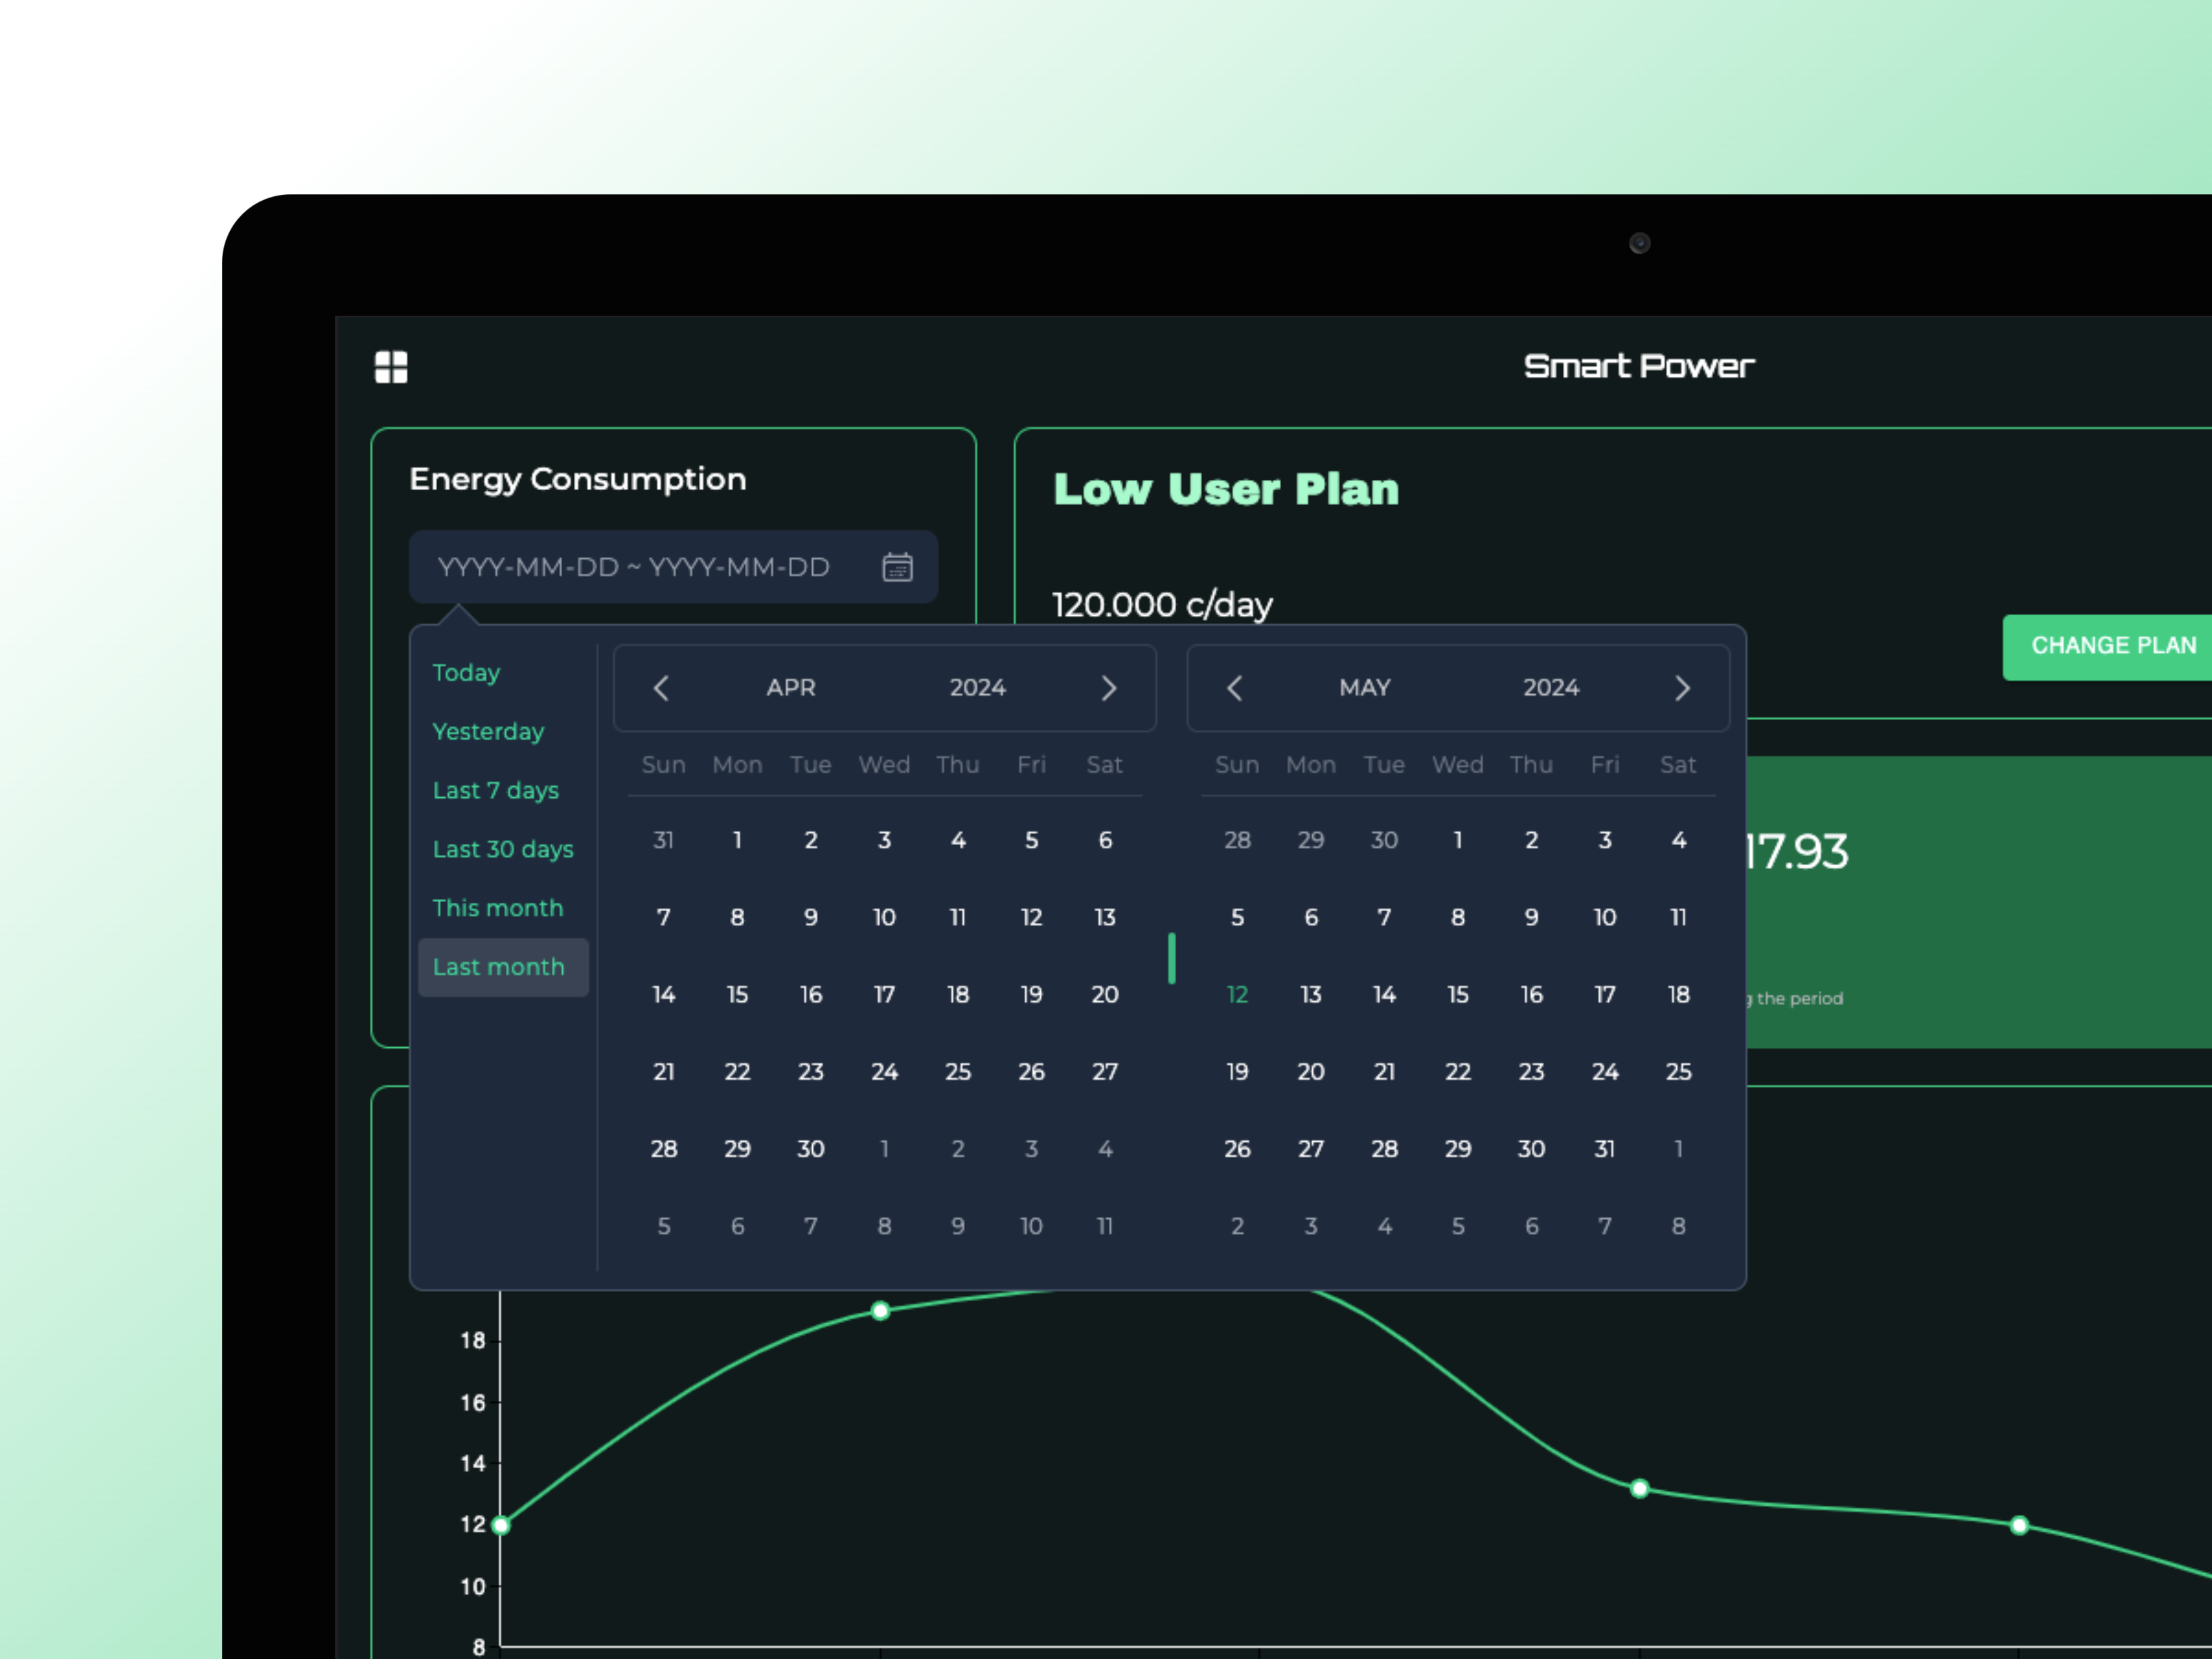 Smart Power
Energy Consumption
YYYY-MM-DD ~ YYYY-MM-DD
Low User Plan
120.000 c/day
CHANGE PLAN
Today
Yesterday
Last 7 days
Last 30 days
This month
Last month
APR 2024
Sun Mon Tue Wed Thu Fri Sat
31 1 2 3 4 5 6
7 8 9 10 11 12 13
14 15 16 17 18 19 20
21 22 23 24 25 26 27
28 29 30 1 2 3 4
5 6 7 8 9 10 11
MAY 2024
Sun Mon Tue Wed Thu Fri Sat
28 29 30 1 2 3 4
5 6 7 8 9 10 11
12 13 14 15 16 17 18
19 20 21 22 23 24 25
26 27 28 29 30 31 1
2 3 4 5 6 7 8
17.93
the period
18
16
14
12
10
8